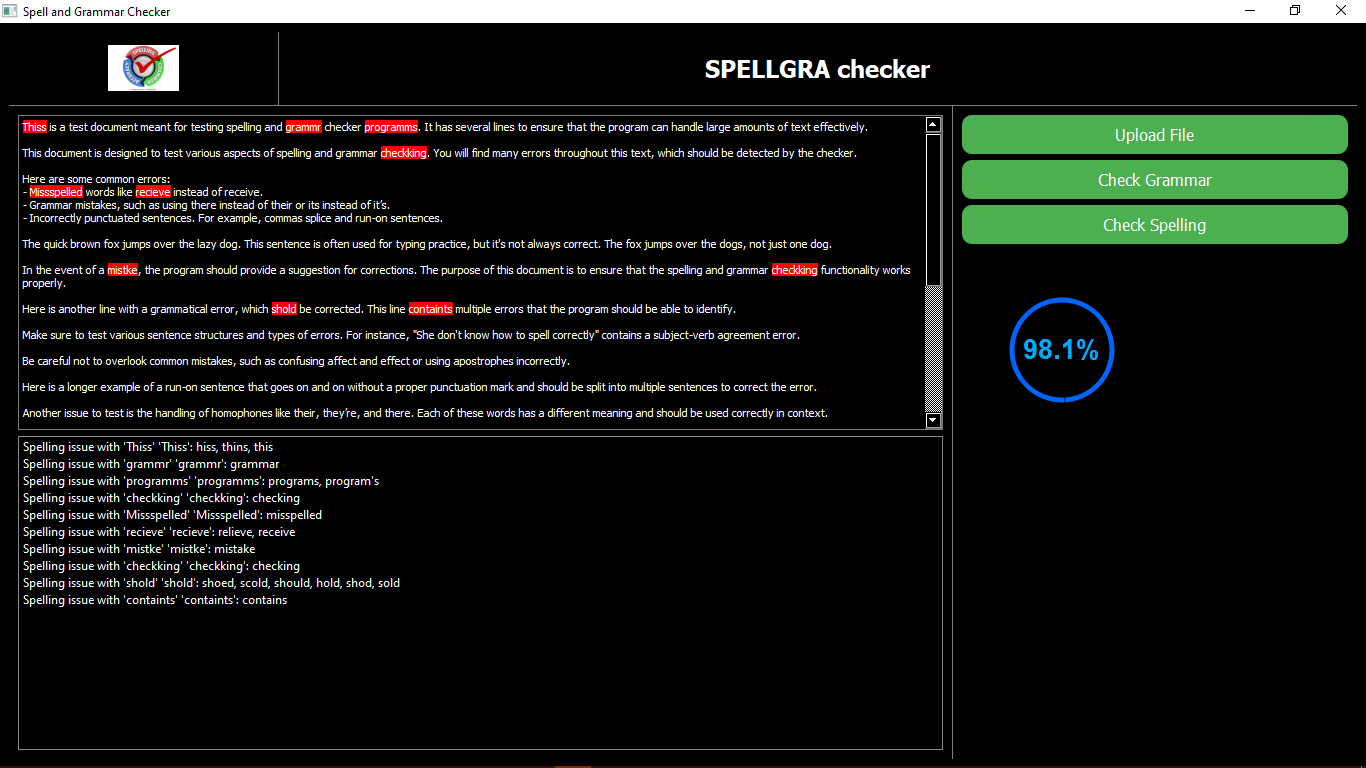 Spell and Grammar Checker
SPELLING
SPELLGRA checker
Thiss is a test document meant for testing spelling and grammr checker programms. It has several lines to ensure that the program can handle large amounts of text effectively.
This document is designed to test various aspects of spelling and grammar checkking. You will find many errors throughout this text, which should be detected by the checker.
Here are some common errors:
- Missspelled words like recieve instead of receive.
- Grammar mistakes, such as using there instead of their or its instead of it’s.
- Incorrectly punctuated sentences. For example, commas splice and run-on sentences.
The quick brown fox jumps over the lazy dog. This sentence is often used for typing practice, but it's not always correct. The fox jumps over the dogs, not just one dog.
In the event of a mistke, the program should provide a suggestion for corrections. The purpose of this document is to ensure that the spelling and grammar checkking functionality works
properly.
Here is another line with a grammatical error, which shold be corrected. This line containts multiple errors that the program should be able to identify.
Make sure to test various sentence structures and types of errors. For instance, "She don't know how to spell correctly" contains a subject-verb agreement error.
Be careful not to overlook common mistakes, such as confusing affect and effect or using apostrophes incorrectly.
Here is a longer example of a run-on sentence that goes on and on without a proper punctuation mark and should be split into multiple sentences to correct the error.
Another issue to test is the handling of homophones like their, they’re, and there. Each of these words has a different meaning and should be used correctly in context.
Spelling issue with 'Thiss' 'Thiss': hiss, thins, this
Spelling issue with 'grammr' 'grammr': grammar
Spelling issue with 'programms' 'programms': programs, program's
Spelling issue with 'checkking' 'checkking': checking
Spelling issue with 'Missspelled' 'Missspelled': misspelled
Spelling issue with 'recieve' 'recieve': relieve, receive
Spelling issue with 'mistke' 'mistke': mistake
Spelling issue with 'checkking' 'checkking': checking
Spelling issue with 'shold' 'shold': shoed, scold, should, hold, shod, sold
Spelling issue with 'containts' 'containts': contains
Upload File
Check Grammar
Check Spelling
98.1%